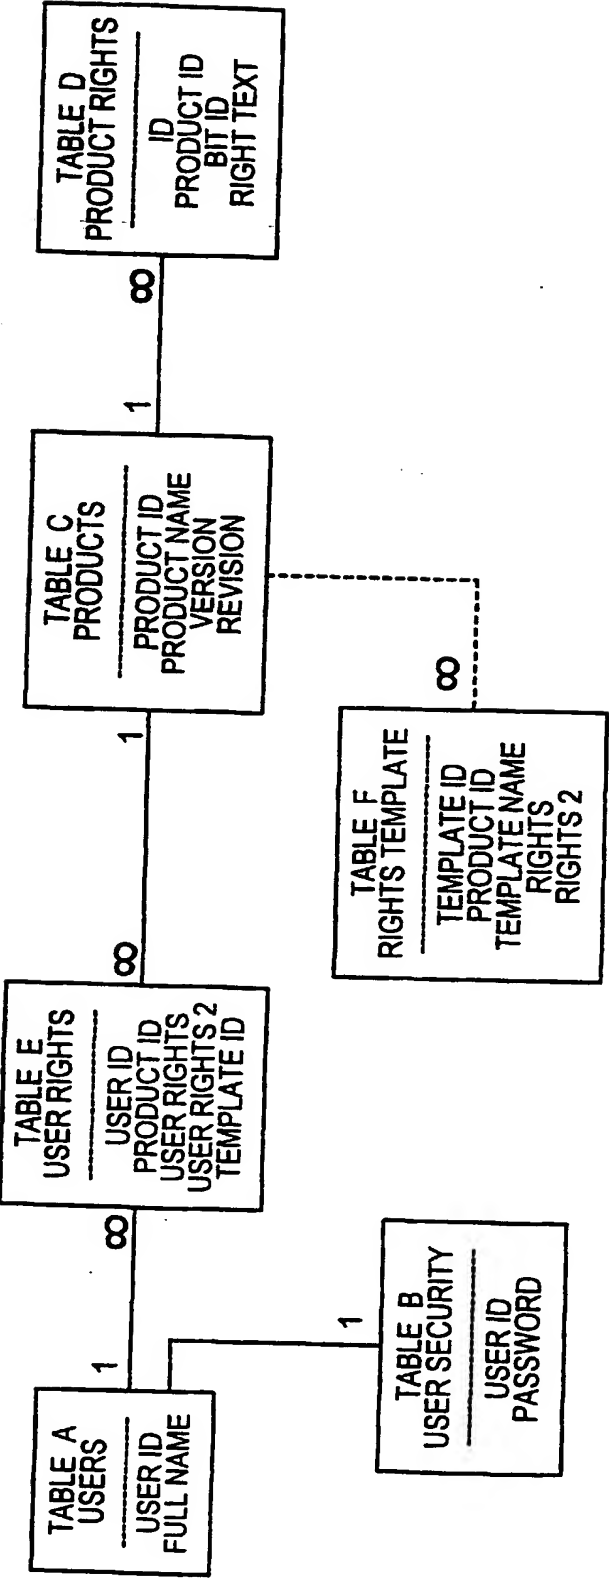 TABLE A
USERS
USER ID
FULL NAME
1
1
TABLE B
USER SECURITY
USER ID
PASSWORD
∞
TABLE E
USER RIGHTS
USER ID
PRODUCT ID
USER RIGHTS
USER RIGHTS 2
TEMPLATE ID
∞
1
TABLE C
PRODUCTS
PRODUCT ID
PRODUCT NAME
VERSION
REVISION
∞
TABLE F
RIGHTS TEMPLATE
TEMPLATE ID
PRODUCT ID
TEMPLATE NAME
RIGHTS
RIGHTS 2
1
∞
TABLE D
PRODUCT RIGHTS
ID
PRODUCT ID
BIT ID
RIGHT TEXT